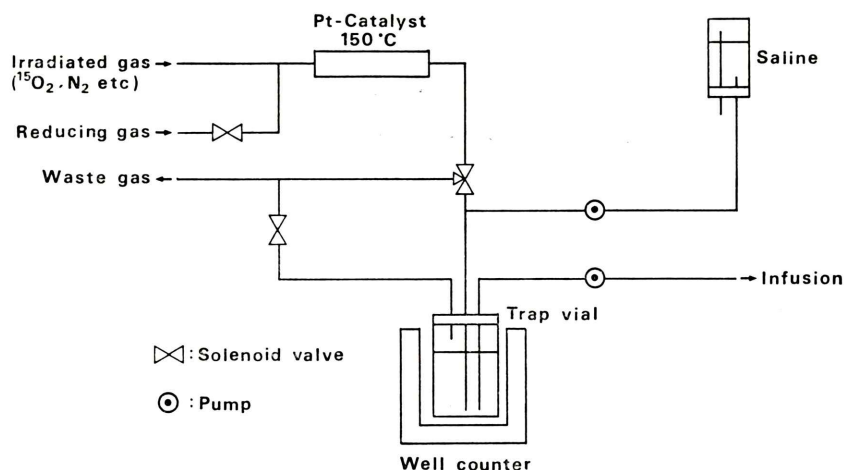 Pt-Catalyst
150°C
Irradiated gas
(¹⁵O₂, N₂ etc)
Saline
Reducing gas
Waste gas
Infusion
Trap vial
:Solenoid valve
:Pump
Well counter